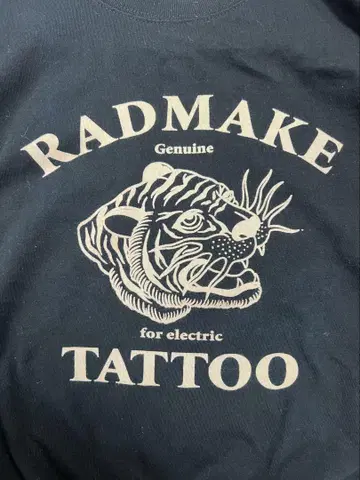 RADMAKE
Genuine
for electric
TATTOO